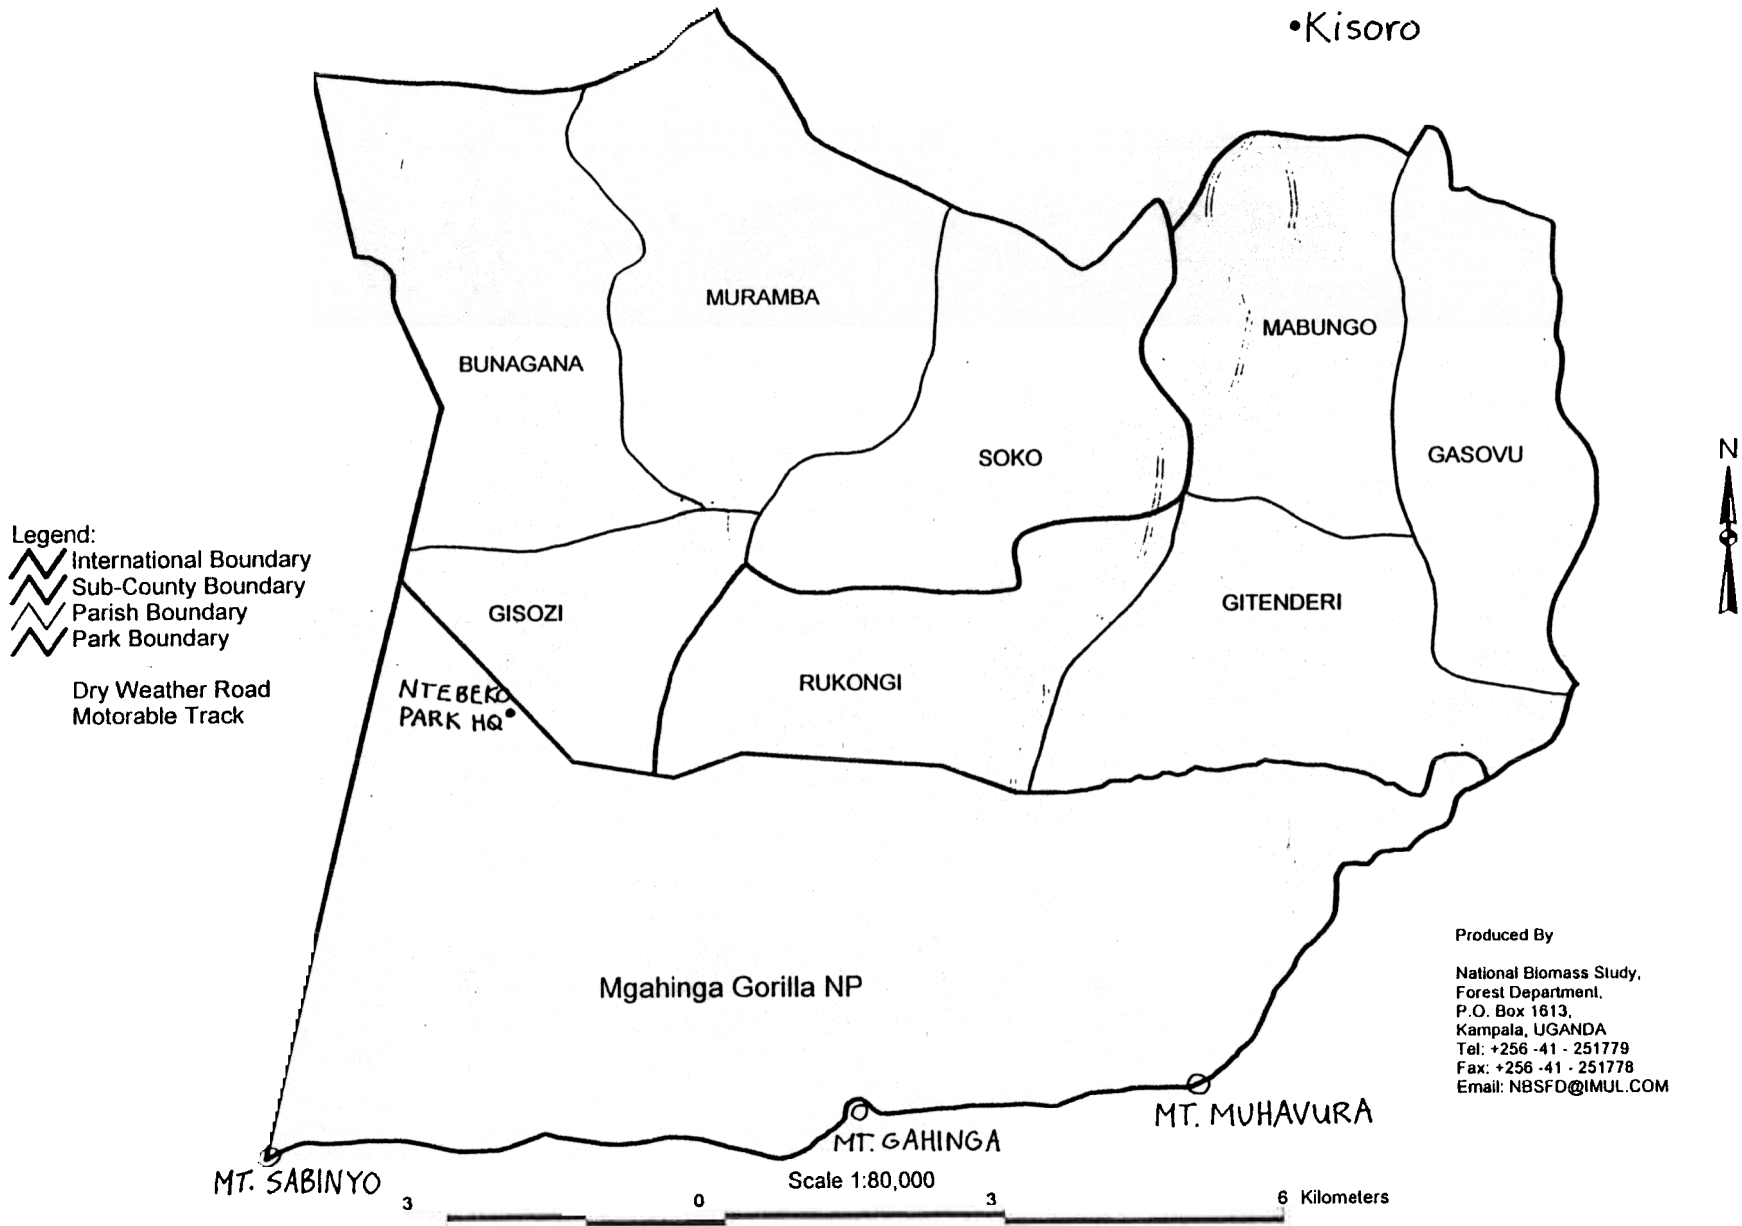 •Kisoro
MURAMBA
MABUNGO
BUNAGANA
SOKO
GASOVU
N
Legend:
International Boundary
Sub-County Boundary
Parish Boundary
Park Boundary
Dry Weather Road
Motorable Track
GISOZI
GITENDERI
RUKONGI
NTEBEKO
PARK HQ•
Mgahinga Gorilla NP
Produced By
National Biomass Study,
Forest Department,
P.O. Box 1613,
Kampala, UGANDA
Tel: +256 -41 - 251779
Fax: +256 -41 - 251778
Email: NBSFD@IMUL.COM
MT. MUHAVURA
MT. GAHINGA
MT. SABINYO
Scale 1:80,000
3 0 3 6 Kilometers